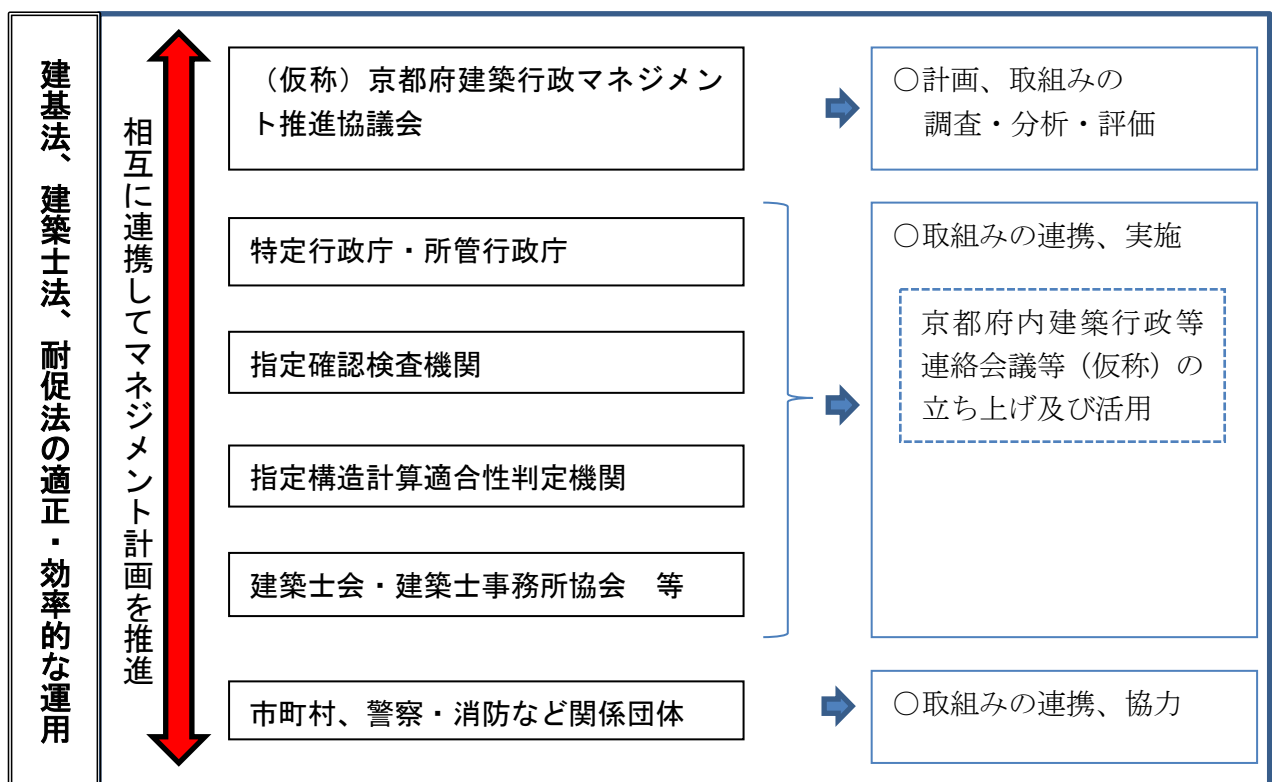 建基法、建築士法、耐促法の適正・効率的な運用
相互に連携してマネジメント計画を推進
（仮称）京都府建築行政マネジメン
ト推進協議会
○計画、取組みの
調査・分析・評価
特定行政庁・所管行政庁
指定確認検査機関
指定構造計算適合性判定機関
建築士会・建築士事務所協会　等
○取組みの連携、実施
京都府内建築行政等
連絡会議等（仮称）の
立ち上げ及び活用
市町村、警察・消防など関係団体
○取組みの連携、協力